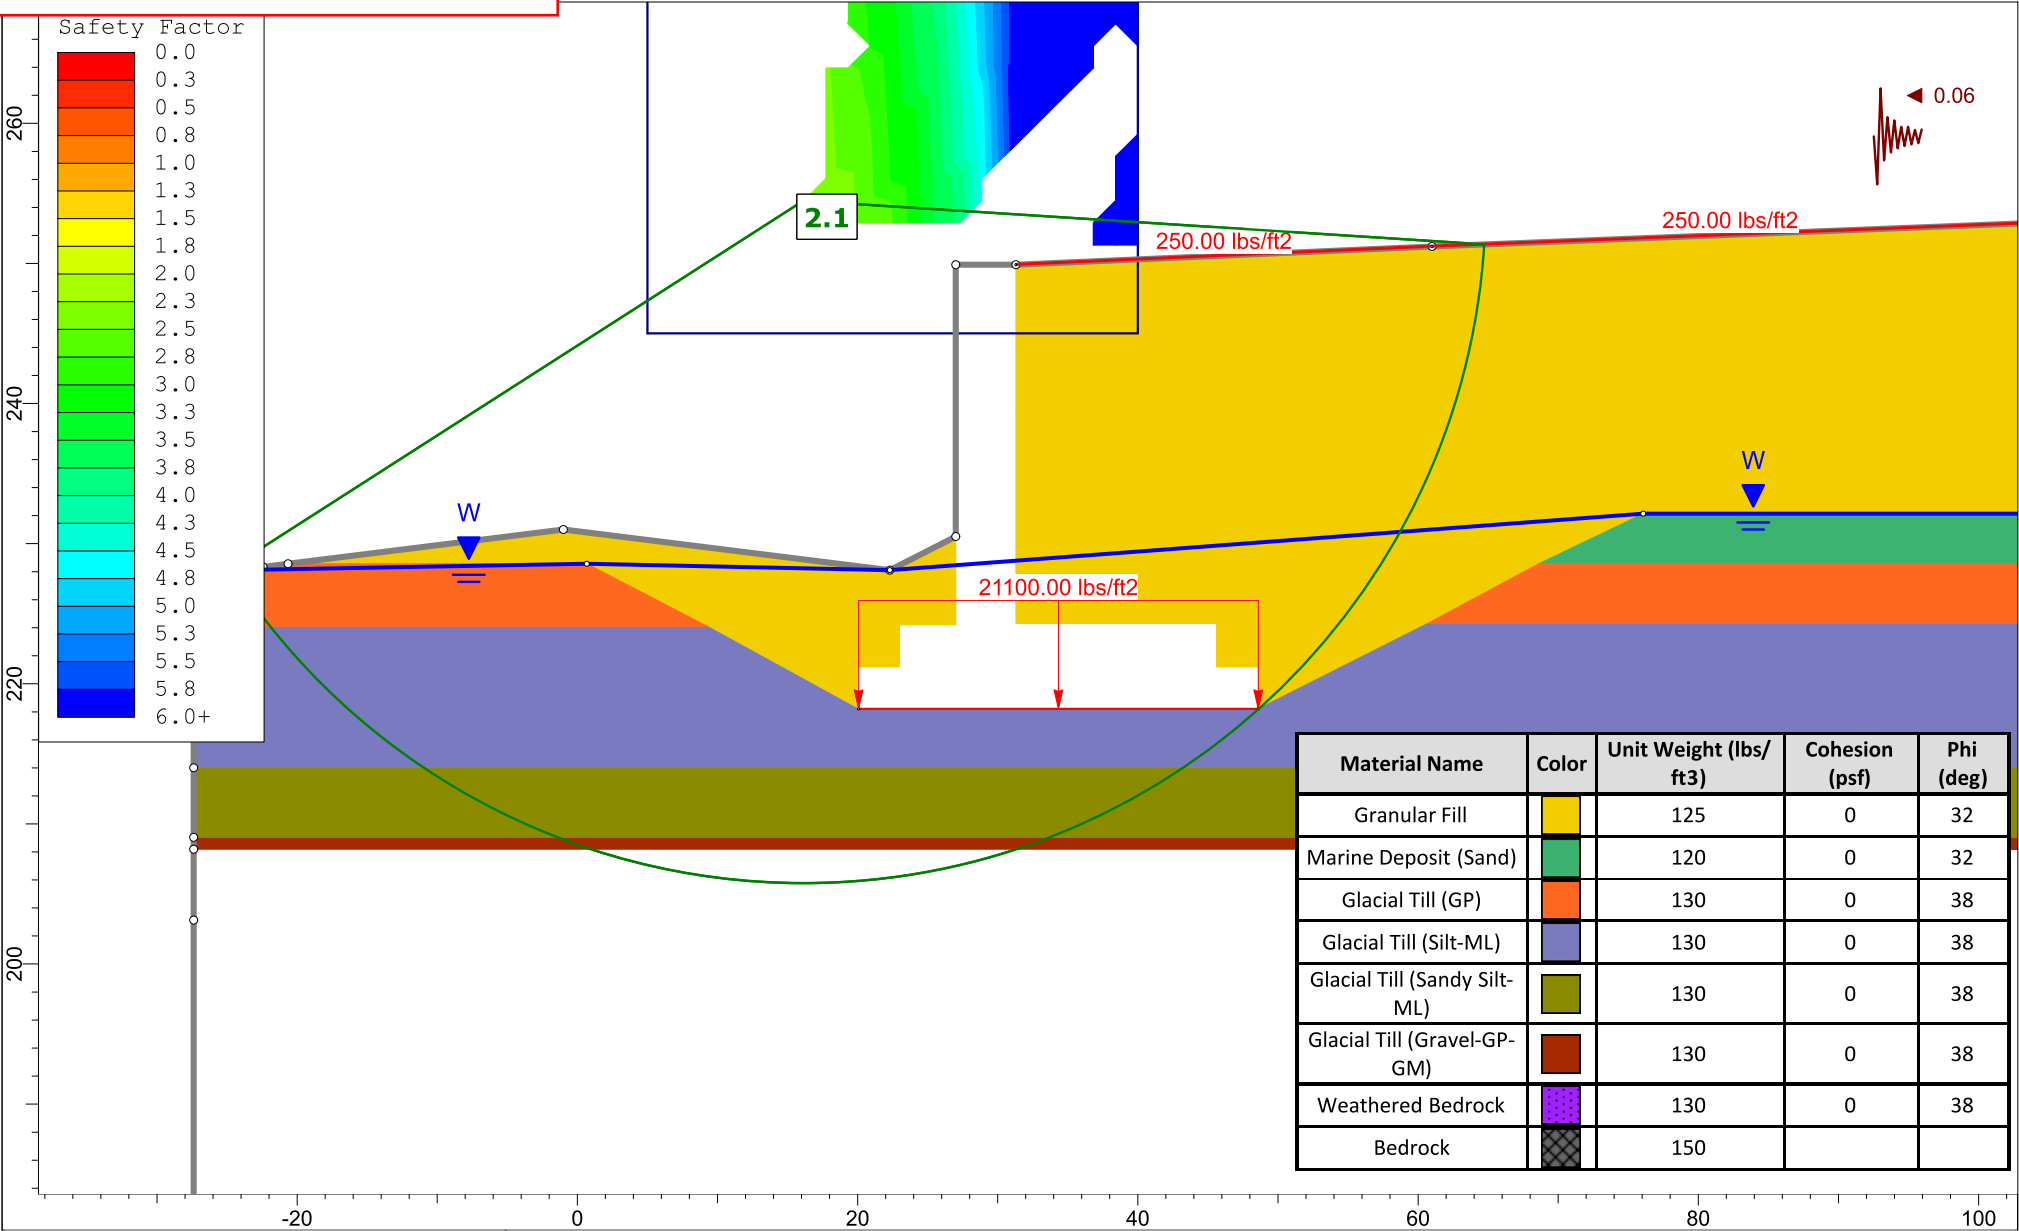 Safety Factor
0.0
0.3
0.5
0.8
1.0
1.3
1.5
1.8
2.0
2.3
2.5
2.8
3.0
3.3
3.5
3.8
4.0
4.3
4.5
4.8
5.0
5.3
5.5
5.8
6.0+
260
240
220
200
-20
0
20
40
60
80
100
2.1
0.06
250.00 lbs/ft2
250.00 lbs/ft2
W
W
21100.00 lbs/ft2
Material Name Color Unit Weight (lbs/
ft3) Cohesion
(psf) Phi
(deg)
Granular Fill 125 0 32
Marine Deposit (Sand) 120 0 32
Glacial Till (GP) 130 0 38
Glacial Till (Silt-ML) 130 0 38
Glacial Till (Sandy Silt-
ML) 130 0 38
Glacial Till (Gravel-GP-
GM) 130 0 38
Weathered Bedrock 130 0 38
Bedrock 150